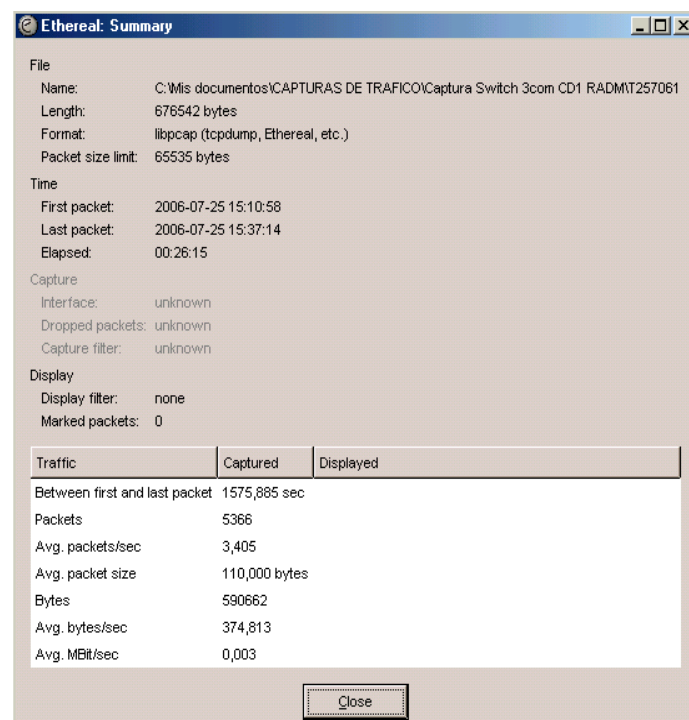 Ethereal: Summary
File
Name: C:\Mis documentos\CAPTURAS DE TRAFICO\Captura Switch 3com CD1 RADM\T257061
Length: 676542 bytes
Format: libpcap (tcpdump, Ethereal, etc.)
Packet size limit: 65535 bytes
Time
First packet: 2006-07-25 15:10:58
Last packet: 2006-07-25 15:37:14
Elapsed: 00:26:15
Capture
Interface: unknown
Dropped packets: unknown
Capture filter: unknown
Display
Display filter: none
Marked packets: 0
Traffic Captured Displayed
Between first and last packet 1575,885 sec
Packets 5366
Avg. packets/sec 3,405
Avg. packet size 110,000 bytes
Bytes 590662
Avg. bytes/sec 374,813
Avg. MBit/sec 0,003
Close